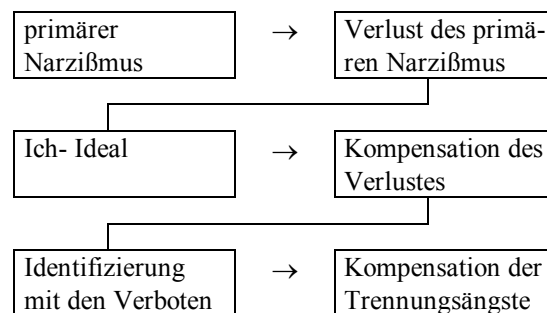 primärer → Verlust des primä-
Narzißmus ren Narzißmus
Ich- Ideal → Kompensation des
Verlustes
Identifizierung → Kompensation der
mit den Verboten Trennungsängste